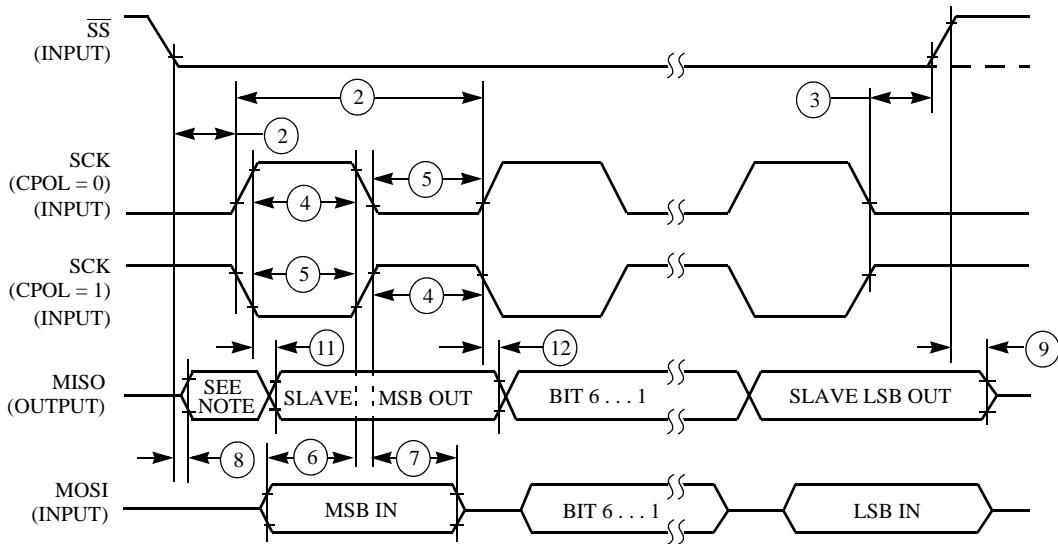 SS
(INPUT)
2
3
2
SCK
(CPOL = 0)
(INPUT)
5
4
SCK
(CPOL = 1)
(INPUT)
5
4
11
12
9
MISO
(OUTPUT)
SEE
NOTE
SLAVE
MSB OUT
BIT 6 . . . 1
SLAVE LSB OUT
8
6
7
MOSI
(INPUT)
MSB IN
BIT 6 . . . 1
LSB IN